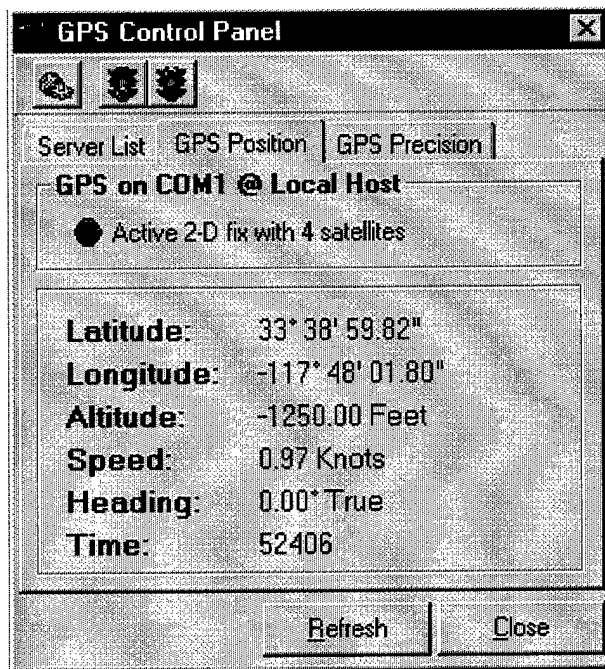 GPS Control Panel
Server List GPS Position GPS Precision
GPS on COM1 @ Local Host
Active 2-D fix with 4 satellites
Latitude: 33° 38' 59.82"
Longitude: -117° 48' 01.80"
Altitude: -1250.00 Feet
Speed: 0.97 Knots
Heading: 0.00° True
Time: 52406
Refresh Close